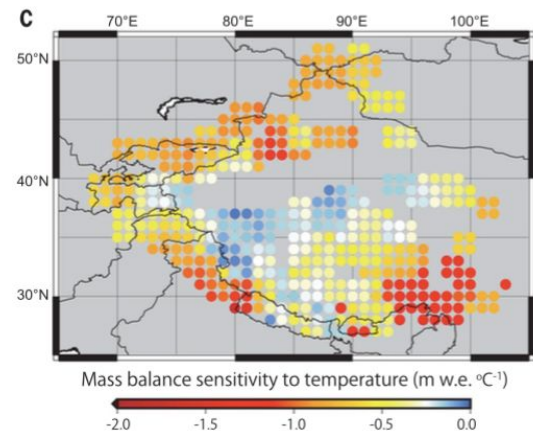 c
70°E 80°E 90°E 100°E
50°N
40°N
30°N
Mass balance sensitivity to temperature (m w.e. °C⁻¹)
-2.0 -1.5 -1.0 -0.5 0.0